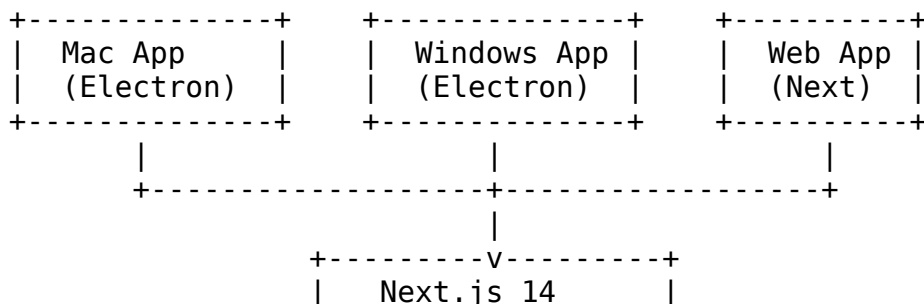 +--------------+    +--------------+    +----------+
|  Mac App     |    |  Windows App |    |  Web App |
|  (Electron)  |    |  (Electron)  |    |  (Next)  |
+--------------+    +--------------+    +----------+
       |                   |                  |
       +-------------------+------------------+
                           |
                 +---------v---------+
                 |   Next.js 14      |